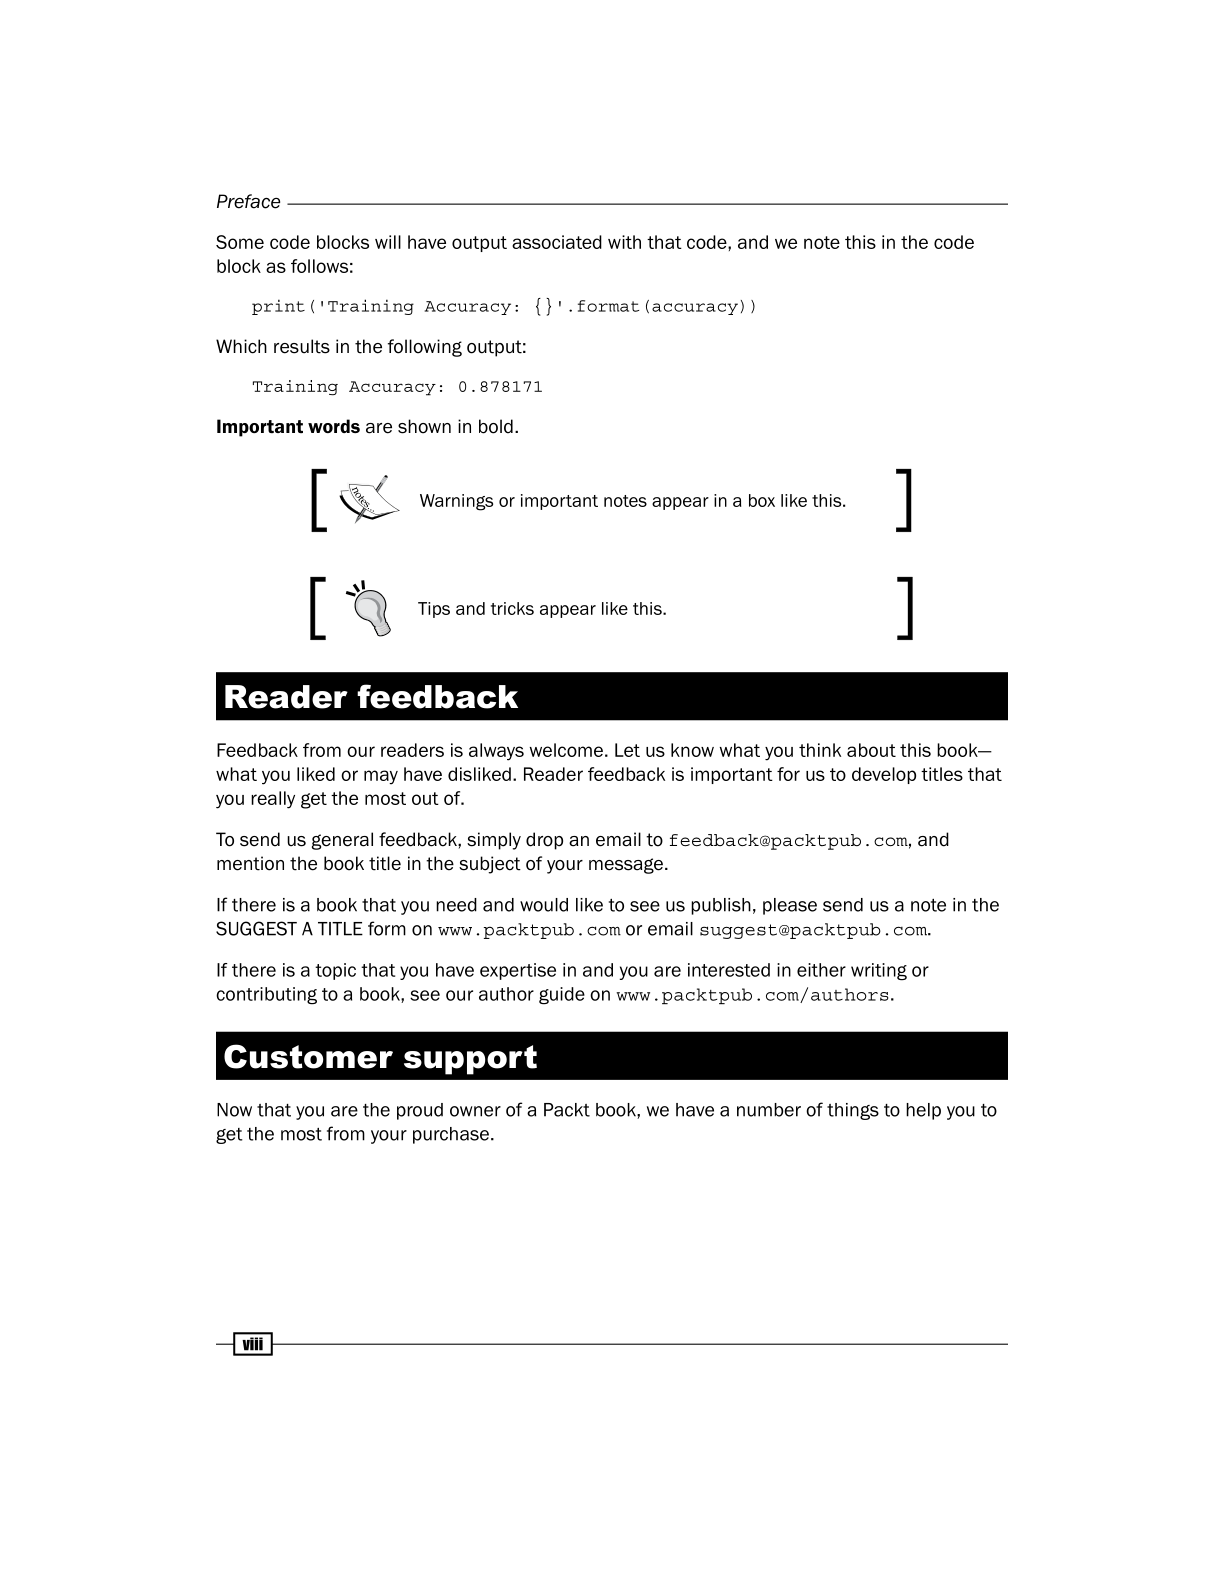 Preface
Some code blocks will have output associated with that code, and we note this in the code
block as follows:
print('Training Accuracy: {}'.format(accuracy))
Which results in the following output:
Training Accuracy: 0.878171
Important words are shown in bold.
notes...
Warnings or important notes appear in a box like this.
Tips and tricks appear like this.
Reader feedback
Feedback from our readers is always welcome. Let us know what you think about this book—
what you liked or may have disliked. Reader feedback is important for us to develop titles that
you really get the most out of.
To send us general feedback, simply drop an email to feedback@packtpub.com, and
mention the book title in the subject of your message.
If there is a book that you need and would like to see us publish, please send us a note in the
SUGGEST A TITLE form on www.packtpub.com or email suggest@packtpub.com.
If there is a topic that you have expertise in and you are interested in either writing or
contributing to a book, see our author guide on www.packtpub.com/authors.
Customer support
Now that you are the proud owner of a Packt book, we have a number of things to help you to
get the most from your purchase.
viii